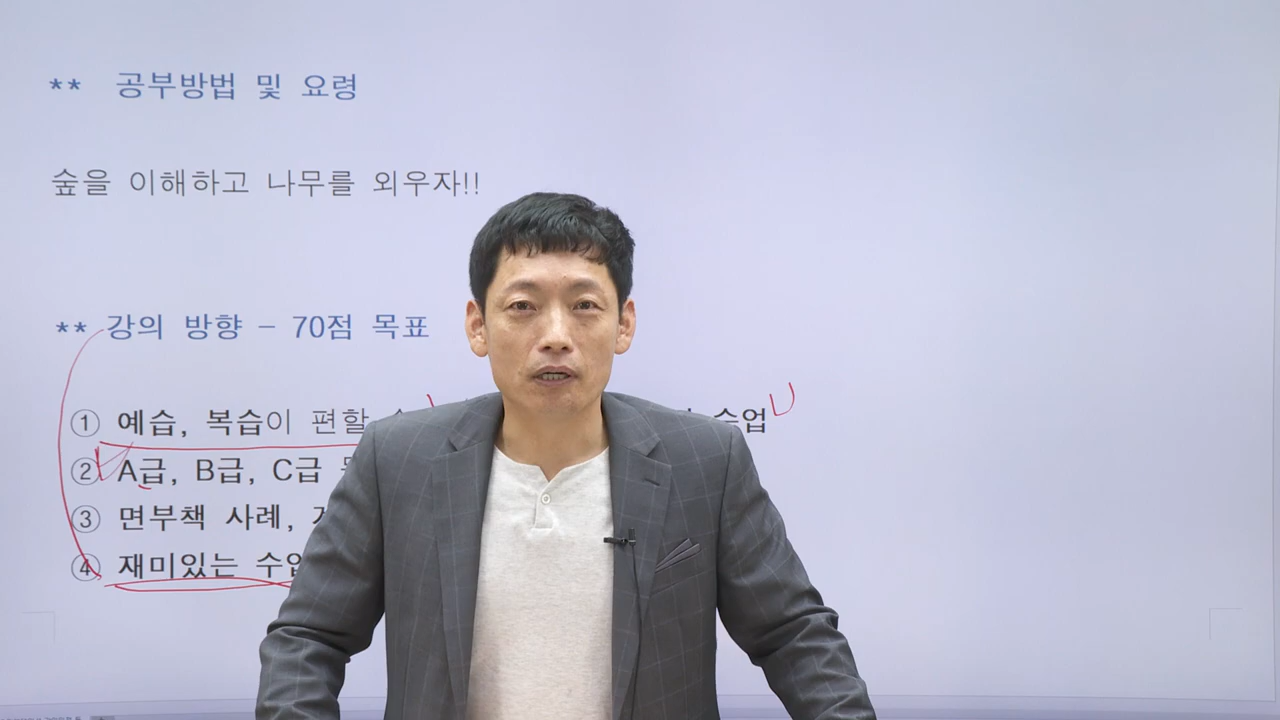 ** 공부방법 및 요령
숲을 이해하고 나무를 외우자!!
** 강의 방향 - 70점 목표
① 예습, 복습이 편할 수업
② A급, B급, C급
③ 면부책 사례,
④ 재미있는 수업